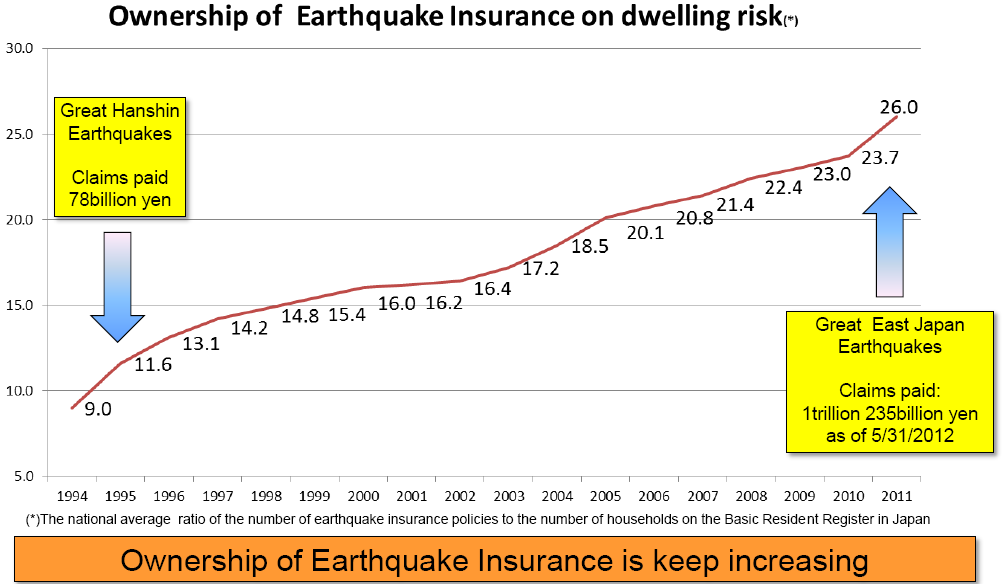 Ownership of Earthquake Insurance on dwelling risk(*)
30.0
25.0
20.0
15.0
10.0
5.0
Great Hanshin
Earthquakes
Claims paid
78billion yen
9.0
11.6
13.1
14.2
14.8
15.4
16.0
16.2
16.4
17.2
18.5
20.1
20.8
21.4
22.4
23.0
23.7
26.0
Great East Japan
Earthquakes
Claims paid:
1trillion 235billion yen
as of 5/31/2012
1994 1995 1996 1997 1998 1999 2000 2001 2002 2003 2004 2005 2006 2007 2008 2009 2010 2011
(*)The national average ratio of the number of earthquake insurance policies to the number of households on the Basic Resident Register in Japan
Ownership of Earthquake Insurance is keep increasing